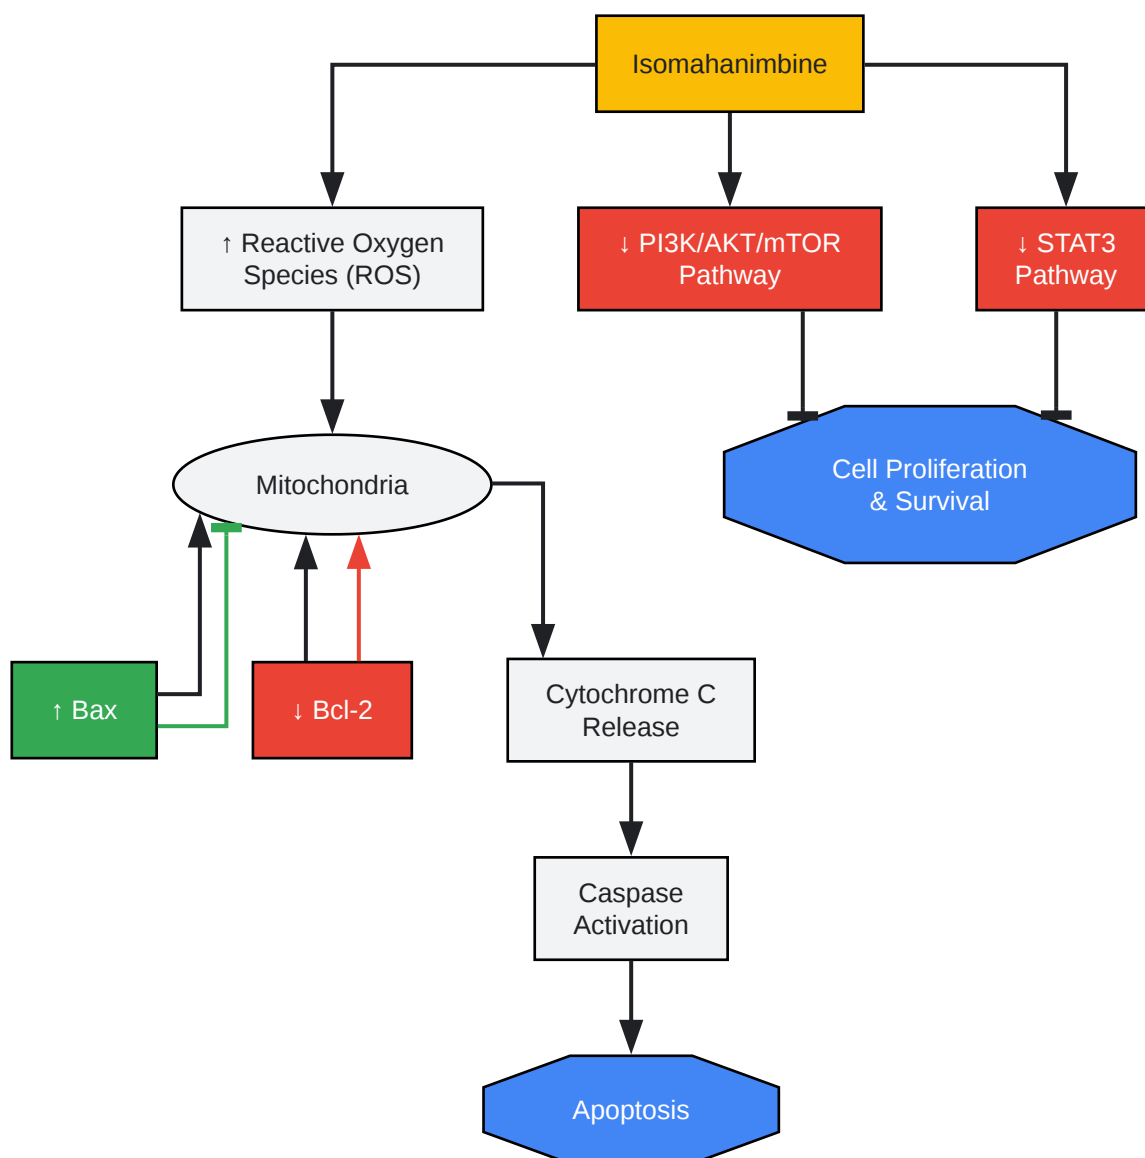 Isomahanimbine
↑ Reactive Oxygen
Species (ROS)
↓ PI3K/AKT/mTOR
Pathway
↓ STAT3
Pathway
Mitochondria
Cell Proliferation
& Survival
↑ Bax
↓ Bcl-2
Cytochrome C
Release
Caspase
Activation
Apoptosis